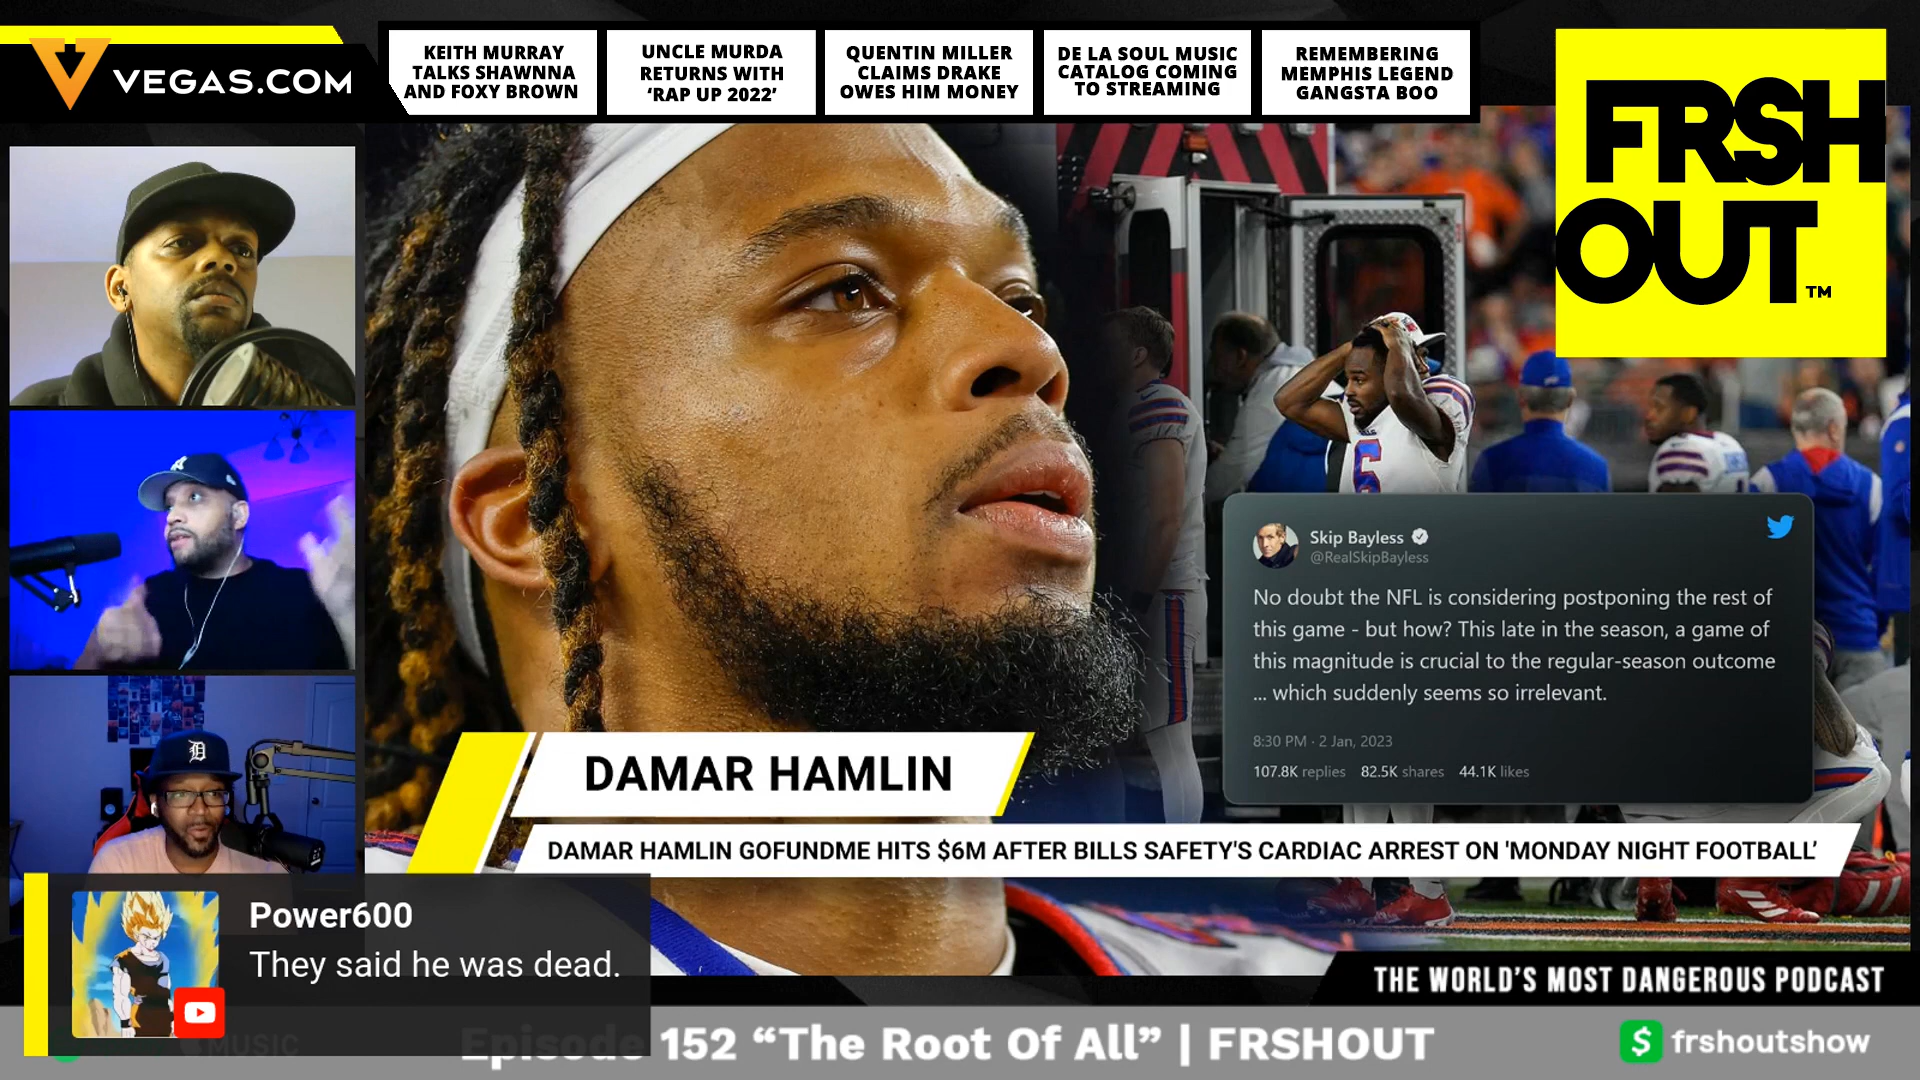 VEGAS.COM
KEITH MURRAY
TALKS SHAWNNA
AND FOXY BROWN
UNCLE MURDA
RETURNS WITH
‘RAP UP 2022’
QUENTIN MILLER
CLAIMS DRAKE
OWES HIM MONEY
DE LA SOUL MUSIC
CATALOG COMING
TO STREAMING
REMEMBERING
MEMPHIS LEGEND
GANGSTA BOO
FRSH
OUT™
6
D
Skip Bayless
@RealSkipBayless
No doubt the NFL is considering postponing the rest of
this game - but how? This late in the season, a game of
this magnitude is crucial to the regular-season outcome
... which suddenly seems so irrelevant.
8:30 PM · 2 Jan, 2023
107.8K replies 82.5K shares 44.1K likes
DAMAR HAMLIN
DAMAR HAMLIN GOFUNDME HITS $6M AFTER BILLS SAFETY'S CARDIAC ARREST ON 'MONDAY NIGHT FOOTBALL’
Power600
They said he was dead.
THE WORLD’S MOST DANGEROUS PODCAST
MUSIC
Episode 152 “The Root Of All” | FRSHOUT
$ frshoutshow